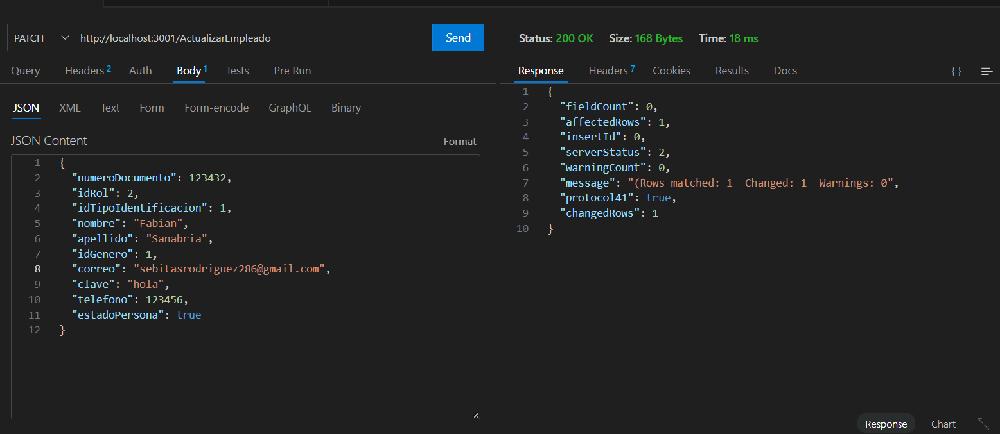 PATCH http://localhost:3001/ActualizarEmpleado Send
Query Headers 2 Auth Body 1 Tests Pre Run
JSON XML Text Form Form-encode GraphQL Binary
JSON Content Format
1 {
2 "numeroDocumento": 123432,
3 "idRol": 2,
4 "idTipoIdentificacion": 1,
5 "nombre": "Fabian",
6 "apellido": "Sanabria",
7 "idGenero": 1,
8 "correo": "sebitasrodriguez286@gmail.com",
9 "clave": "hola",
10 "telefono": 123456,
11 "estadoPersona": true
12 }
Status: 200 OK Size: 168 Bytes Time: 18 ms
Response Headers 7 Cookies Results Docs { }
1 {
2 "fieldCount": 0,
3 "affectedRows": 1,
4 "insertId": 0,
5 "serverStatus": 2,
6 "warningCount": 0,
7 "message": "(Rows matched: 1  Changed: 1  Warnings: 0",
8 "protocol41": true,
9 "changedRows": 1
10 }
Response Chart